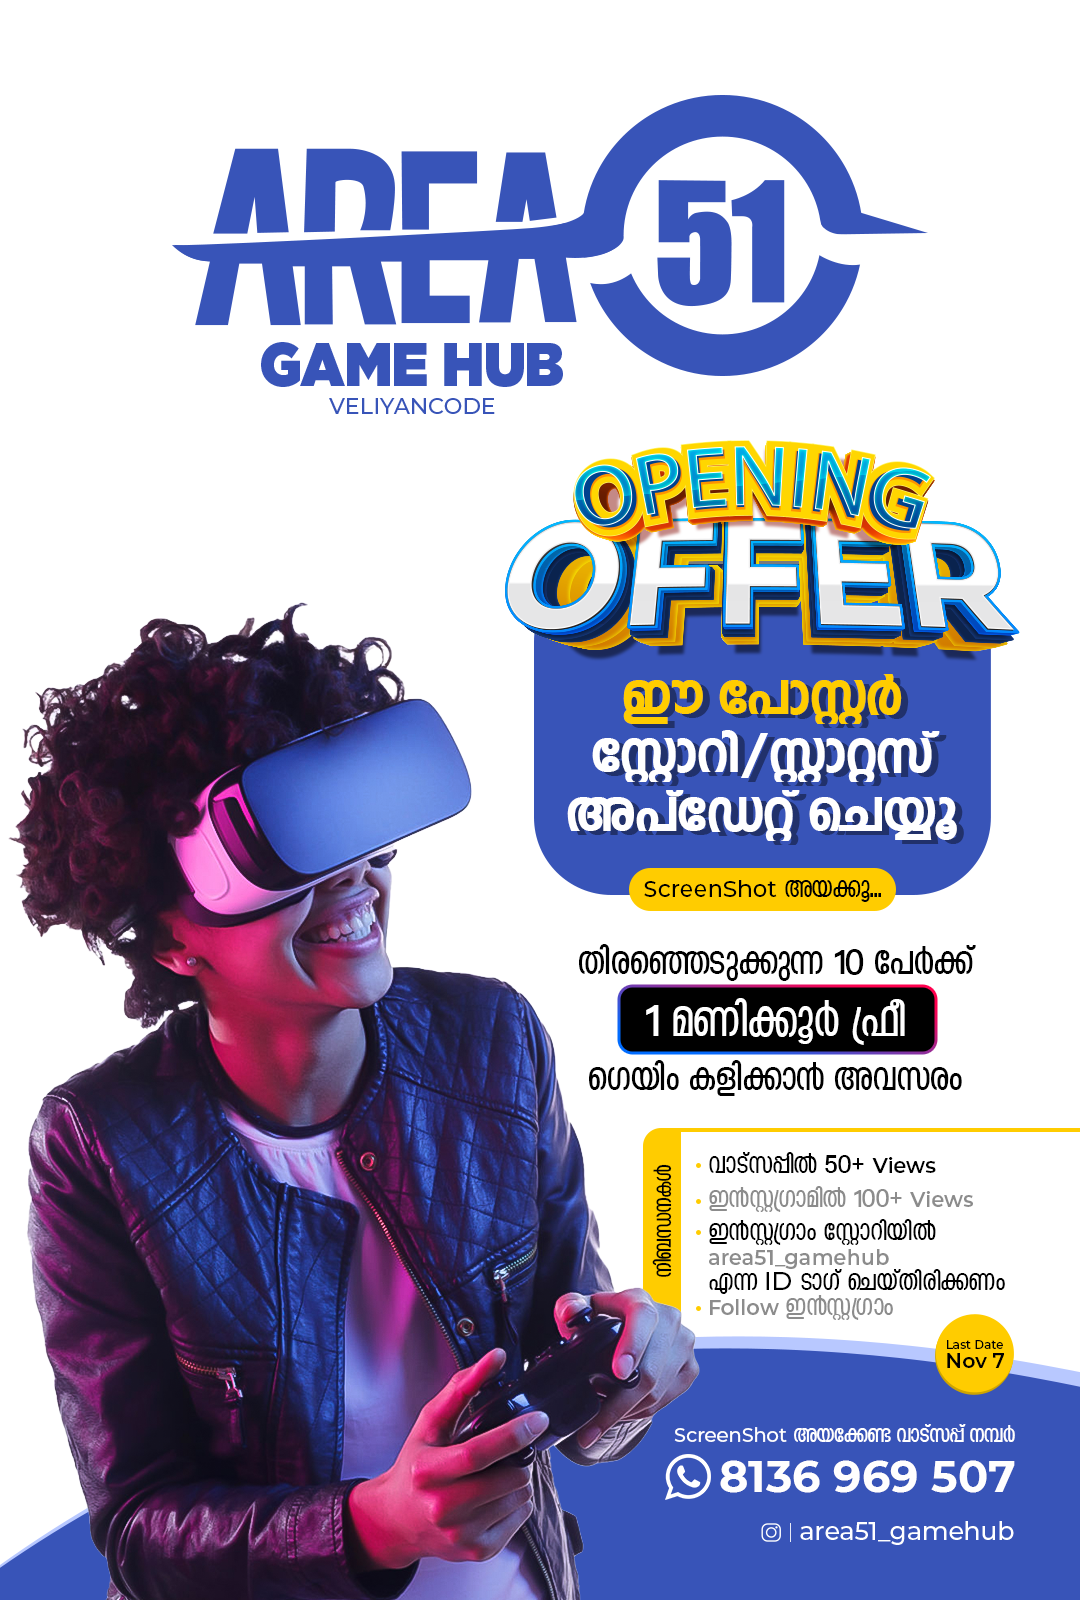 AREA 51
GAME HUB
VELIYANCODE
OPENING
OFFER
ഈ പോസ്റ്റർ
സ്റ്റോറി/സ്റ്റാറ്റസ്
അപ്ഡേറ്റ് ചെയ്യൂ
ScreenShot അയക്കൂ...
തിരഞ്ഞെടുക്കുന്ന 10 പേർക്ക്
1 മണിക്കൂർ ഫ്രീ
ഗെയിം കളിക്കാൻ അവസരം
നിബന്ധനകൾ
• വാട്സപ്പിൽ 50+ Views
• ഇൻസ്റ്റഗ്രാമിൽ 100+ Views
• ഇൻസ്റ്റഗ്രാം സ്റ്റോറിയിൽ
area51_gamehub
എന്ന ID ടാഗ് ചെയ്തിരിക്കണം
• Follow ഇൻസ്റ്റഗ്രാം
Last Date
Nov 7
ScreenShot അയക്കേണ്ട വാട്സപ്പ് നമ്പർ
8136 969 507
area51_gamehub